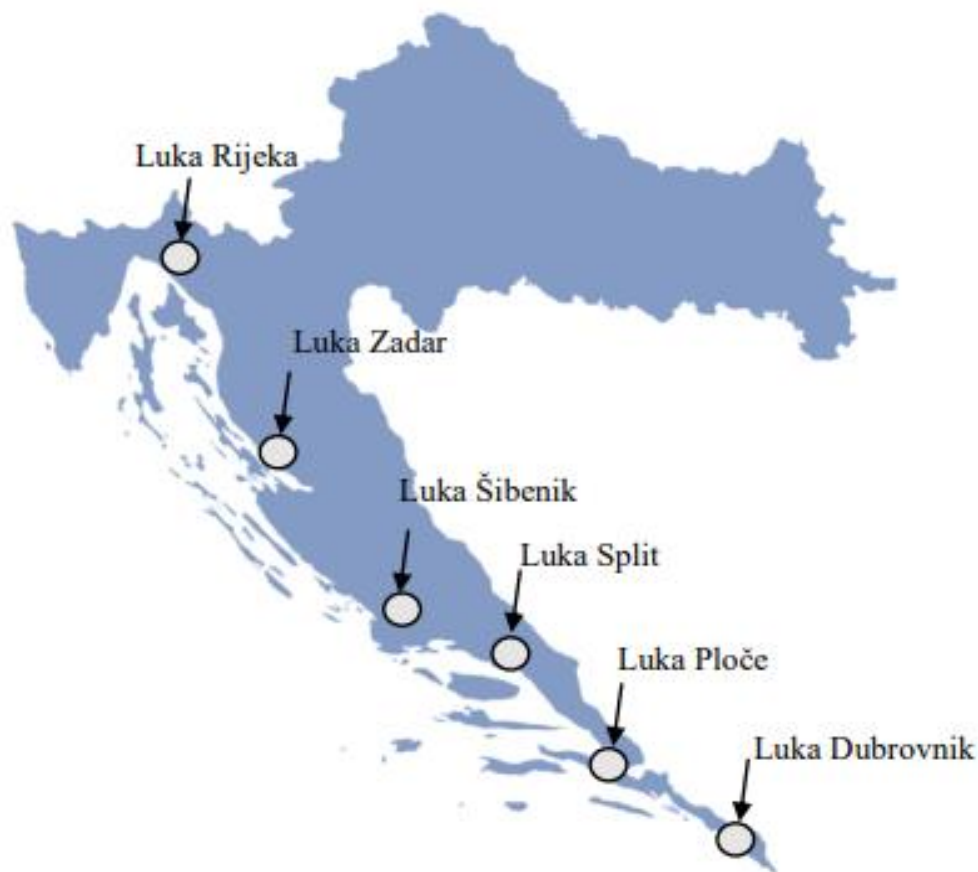 Luka Rijeka
Luka Zadar
Luka Šibenik
Luka Split
Luka Ploče
Luka Dubrovnik